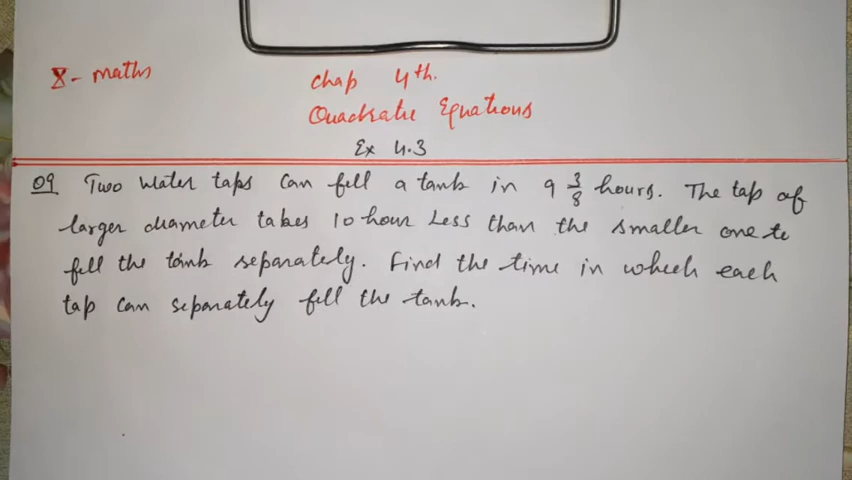 X - maths
Chap 4th.
Quadratic Equations
Ex 4.3
Q9 Two water taps can fill a tank in 9 3/8 hours. The tap of
larger diameter takes 10 hour Less than the smaller one to
fill the tank separately. Find the time in which each
tap can separately fill the tank.